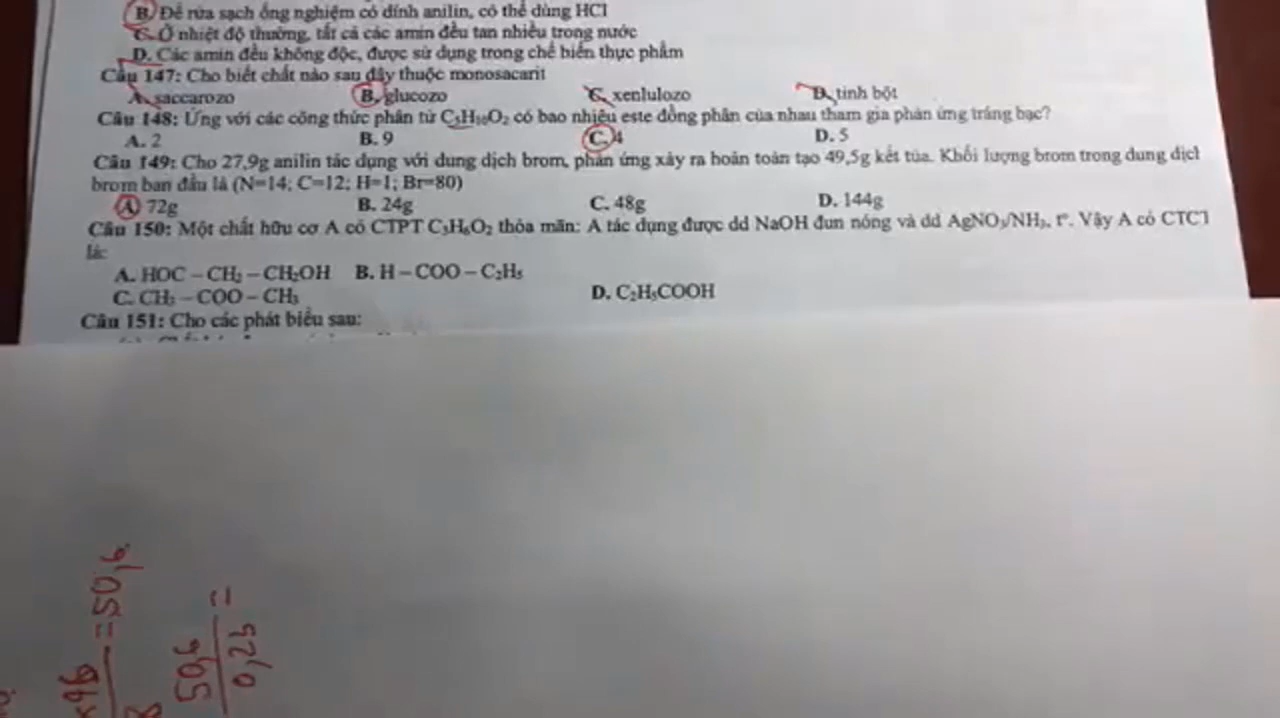 B. Để rửa sạch ống nghiệm có dính anilin, có thể dùng HCl
C. Ở nhiệt độ thường, tất cả các amin đều tan nhiều trong nước
D. Các amin đều không độc, được sử dụng trong chế biến thực phẩm
Câu 147: Cho biết chất nào sau đây thuộc monosacarit
A. saccarozo B. glucozo C. xenlulozo D. tinh bột
Câu 148: Ứng với các công thức phân tử C₅H₁₀O₂ có bao nhiêu este đồng phân của nhau tham gia phản ứng tráng bạc?
A. 2 B. 9 C. 4 D. 5
Câu 149: Cho 27,9g anilin tác dụng với dung dịch brom, phản ứng xảy ra hoàn toàn tạo 49,5g kết tủa. Khối lượng brom trong dung dịch
brom ban đầu là (N=14; C=12; H=1; Br=80)
A. 72g B. 24g C. 48g D. 144g
Câu 150: Một chất hữu cơ A có CTPT C₃H₆O₂ thỏa mãn: A tác dụng được dd NaOH đun nóng và dd AgNO₃/NH₃, tº. Vậy A có CTCT
là:
A. HOC – CH₂ – CH₂OH B. H – COO – C₂H₅
C. CH₃ – COO – CH₃ D. C₂H₅COOH
Câu 151: Cho các phát biểu sau: